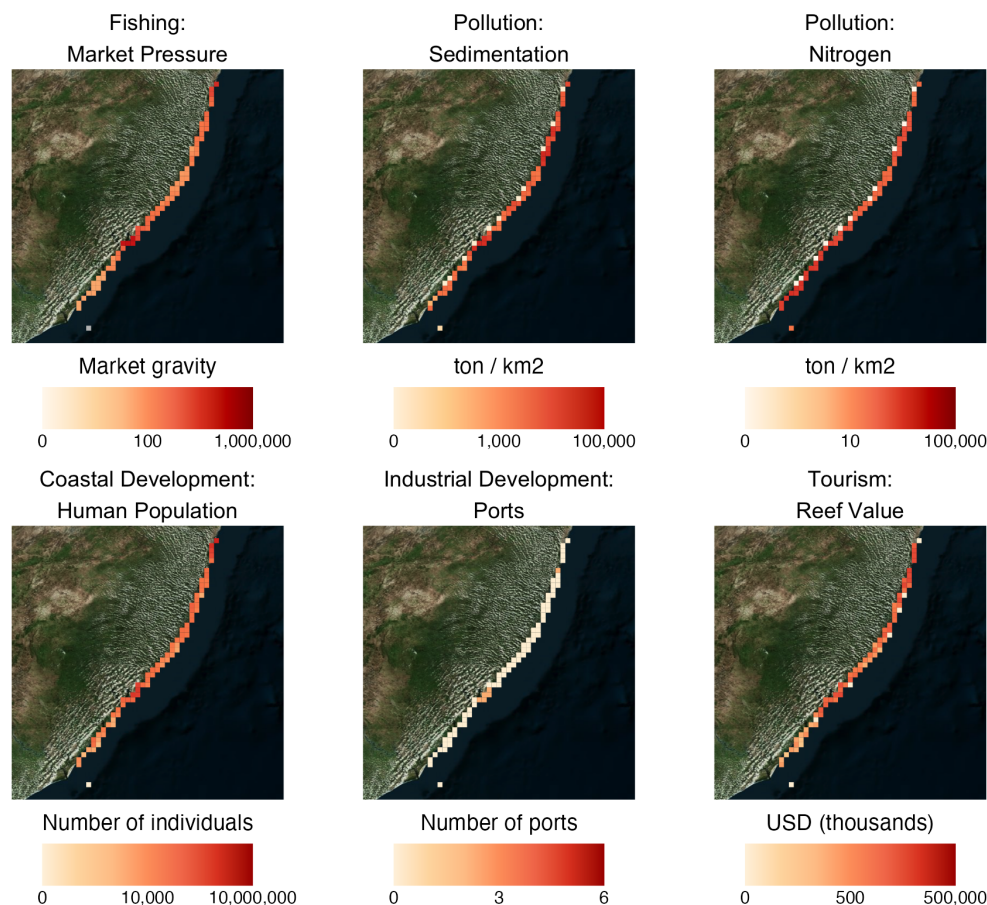 Fishing:
Market Pressure
Pollution:
Sedimentation
Pollution:
Nitrogen
Market gravity
0 100 1,000,000
ton / km2
0 1,000 100,000
ton / km2
0 10 100,000
Coastal Development:
Human Population
Industrial Development:
Ports
Tourism:
Reef Value
Number of individuals
0 10,000 10,000,000
Number of ports
0 3 6
USD (thousands)
0 500 500,000